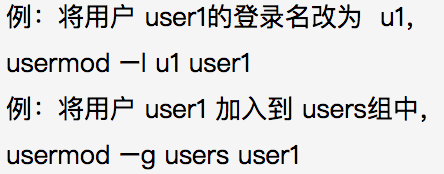 例：将用户 user1的登录名改为 u1，
usermod －l u1 user1
例：将用户 user1 加入到 users组中，
usermod －g users user1